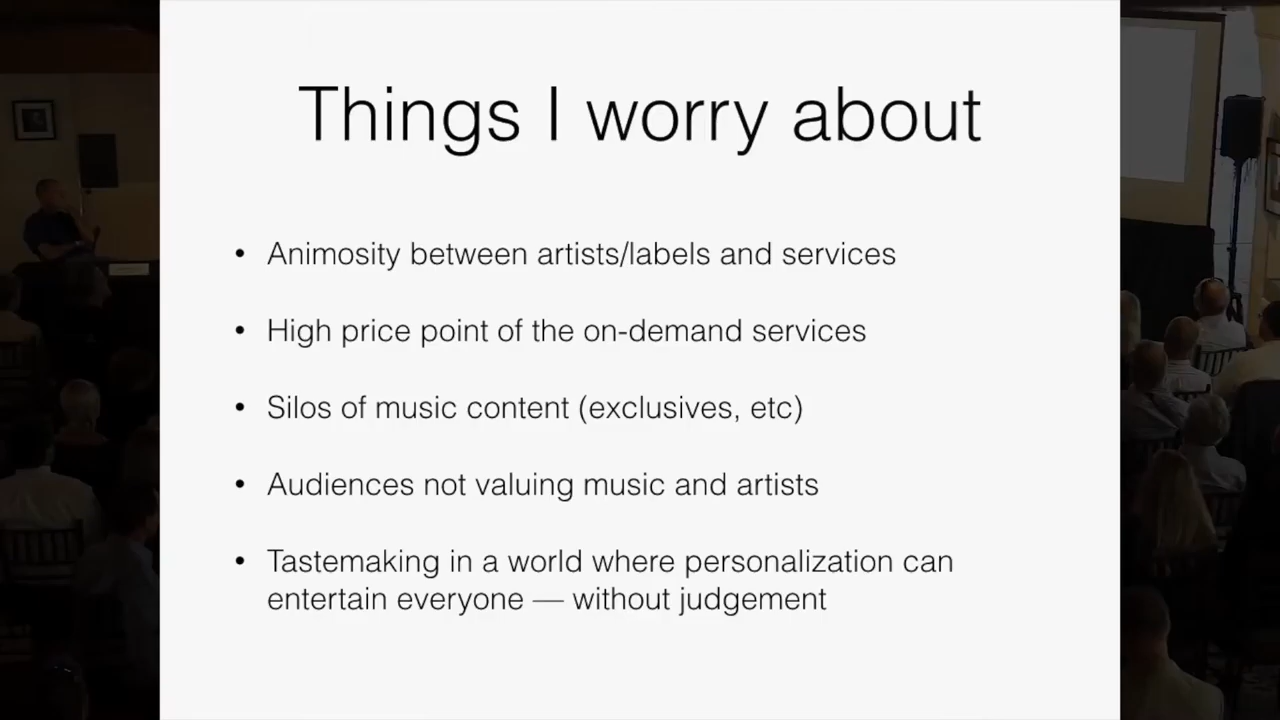 Things I worry about
• Animosity between artists/labels and services
• High price point of the on-demand services
• Silos of music content (exclusives, etc)
• Audiences not valuing music and artists
• Tastemaking in a world where personalization can
entertain everyone — without judgement